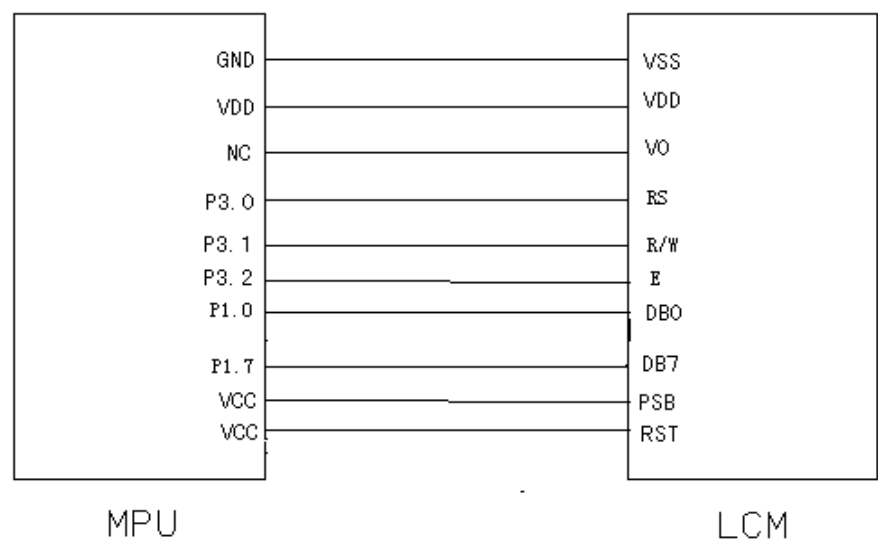 GND VSS
VDD VDD
NC VO
P3.0 RS
P3.1 R/W
P3.2 E
P1.0 DB0
P1.7 DB7
VCC PSB
VCC RST
MPU LCM